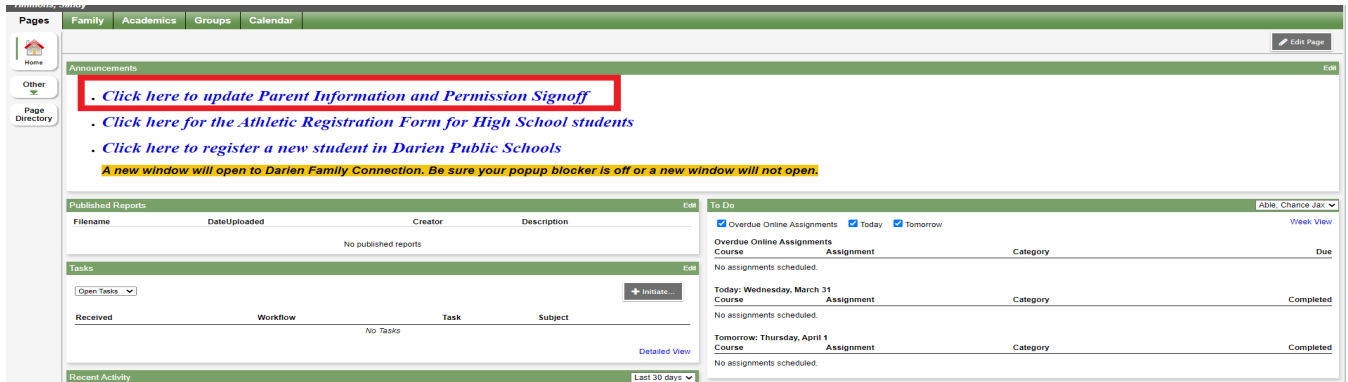 Timmons, Sandy
Pages Family Academics Groups Calendar
Edit Page
Home
Other
Page
Directory
Announcements Edit
. Click here to update Parent Information and Permission Signoff
. Click here for the Athletic Registration Form for High School students
. Click here to register a new student in Darien Public Schools
A new window will open to Darien Family Connection. Be sure your popup blocker is off or a new window will not open.
Published Reports Edit
Filename DateUploaded Creator Description
No published reports
Tasks Edit
Open Tasks + Initiate...
Received Workflow Task Subject
No Tasks
Detailed View
Recent Activity Last 30 days
To Do Able, Chance Jax
Overdue Online Assignments Today Tomorrow Week View
Overdue Online Assignments
Course Assignment Category Due
No assignments scheduled.
Today: Wednesday, March 31
Course Assignment Category Completed
No assignments scheduled.
Tomorrow: Thursday, April 1
Course Assignment Category Completed
No assignments scheduled.